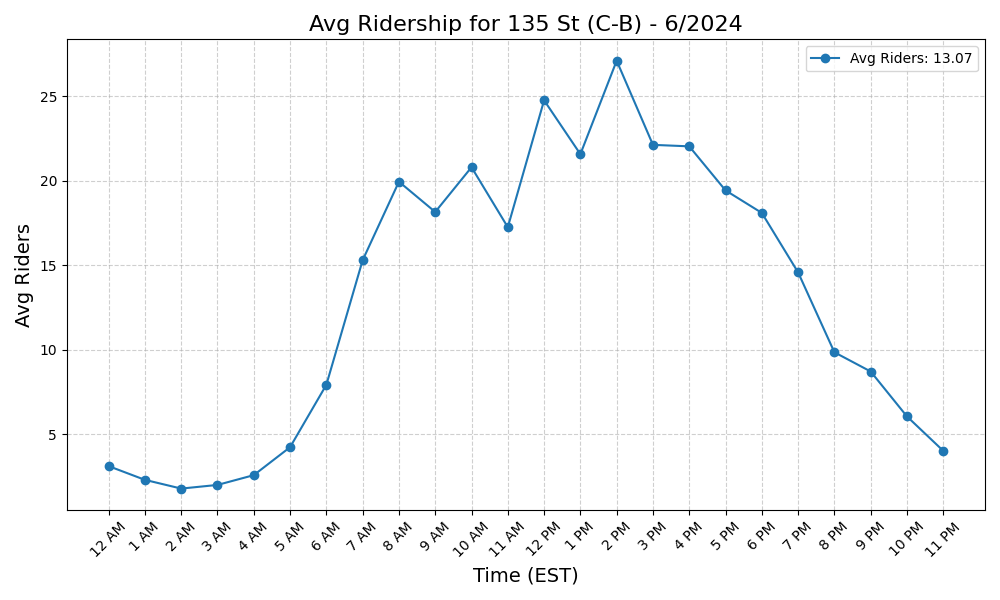 Avg Ridership for 135 St (C-B) - 6/2024
Avg Riders: 13.07
Avg Riders
25
20
15
10
5
12 AM
1 AM
2 AM
3 AM
4 AM
5 AM
6 AM
7 AM
8 AM
9 AM
10 AM
11 AM
12 PM
1 PM
2 PM
3 PM
4 PM
5 PM
6 PM
7 PM
8 PM
9 PM
10 PM
11 PM
Time (EST)